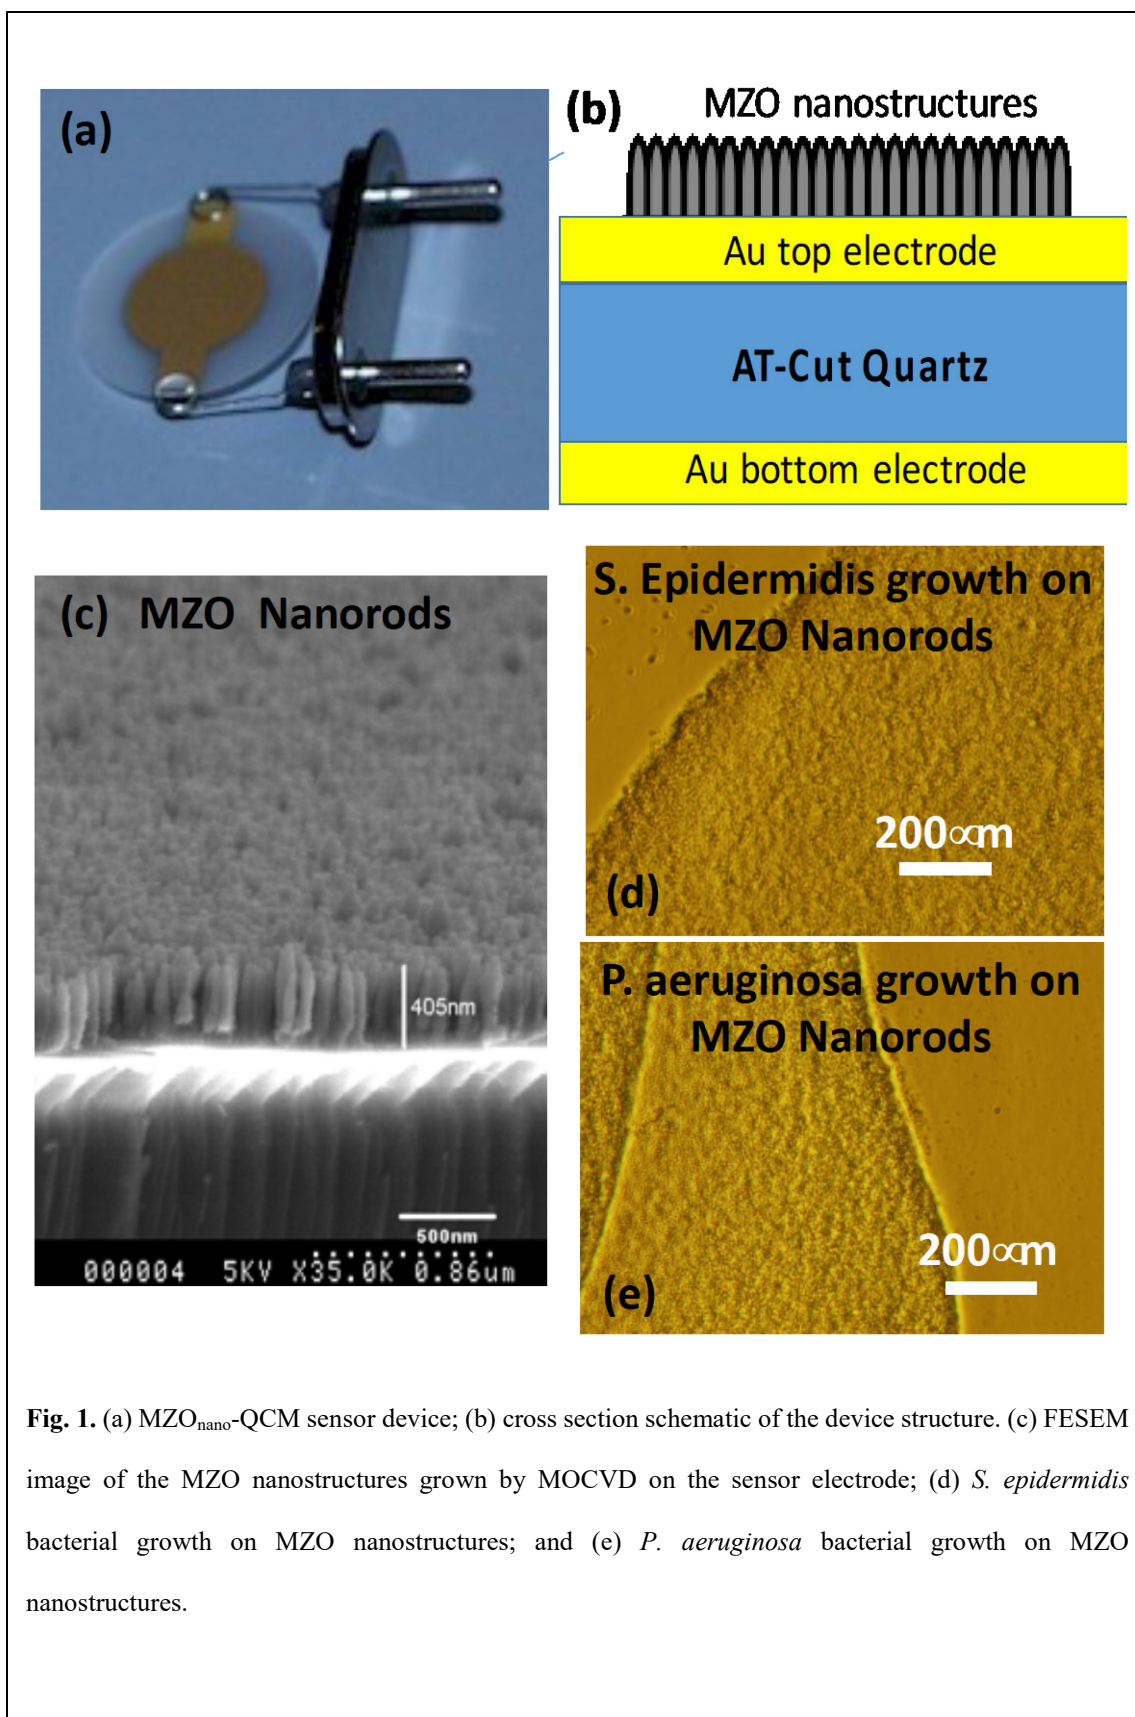 (a)
(b)
MZO nanostructures
Au top electrode
AT-Cut Quartz
Au bottom electrode
(c) MZO Nanorods
405nm
500nm
000004 5KV X35.0K 0.86um
S. Epidermidis growth on
MZO Nanorods
200∝m
(d)
P. aeruginosa growth on
MZO Nanorods
200∝m
(e)
Fig. 1. (a) MZOnano-QCM sensor device; (b) cross section schematic of the device structure. (c) FESEM
image of the MZO nanostructures grown by MOCVD on the sensor electrode; (d) S. epidermidis
bacterial growth on MZO nanostructures; and (e) P. aeruginosa bacterial growth on MZO
nanostructures.